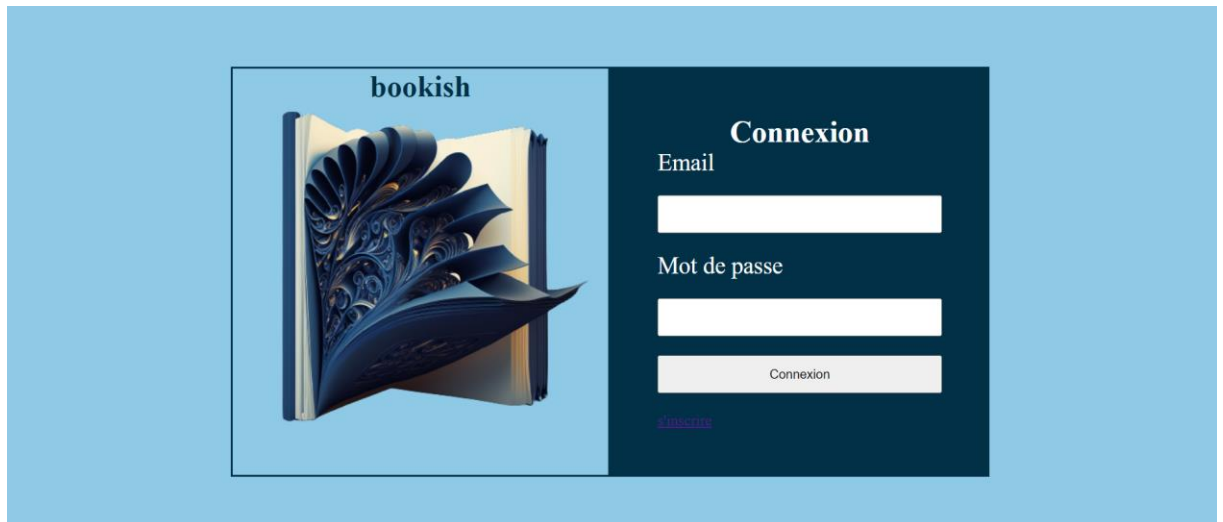 bookish
Connexion
Email
Mot de passe
Connexion
s'inscrire